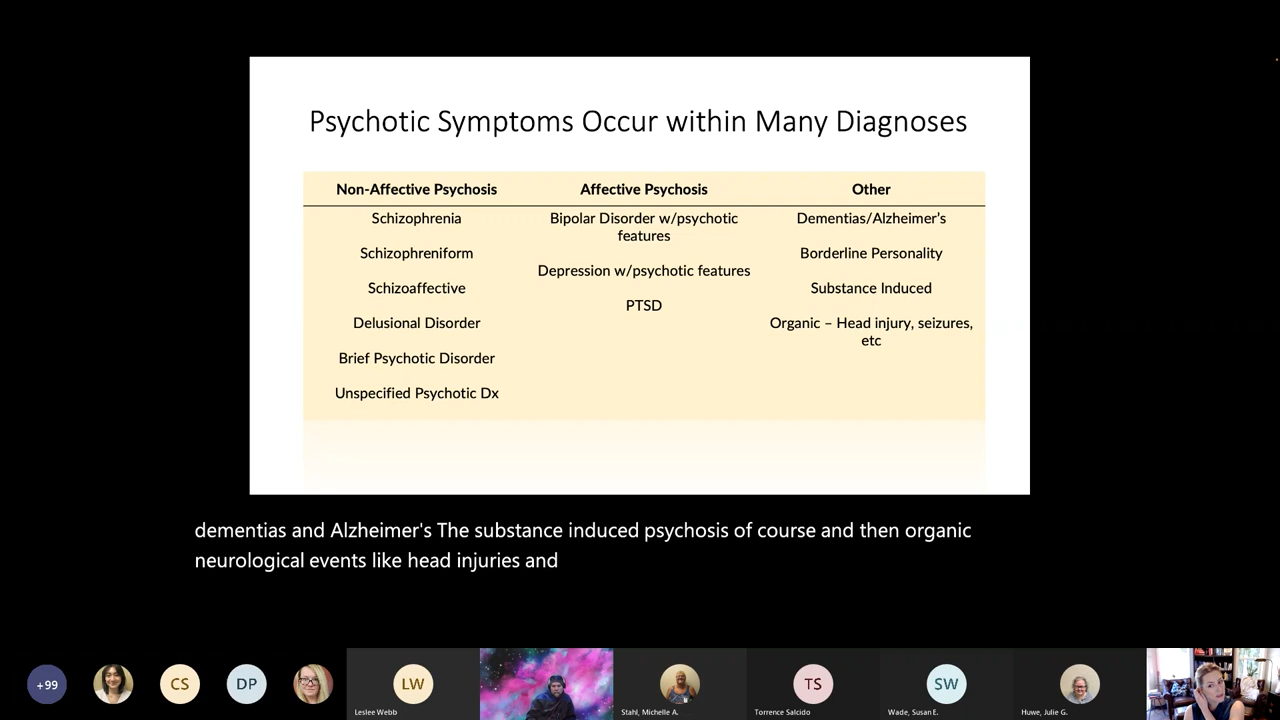 Psychotic Symptoms Occur within Many Diagnoses
Non-Affective Psychosis
Affective Psychosis
Other
Schizophrenia
Bipolar Disorder w/psychotic
features
Dementias/Alzheimer's
Schizophreniform
Depression w/psychotic features
Borderline Personality
Schizoaffective
PTSD
Substance Induced
Delusional Disorder
Organic – Head injury, seizures,
etc
Brief Psychotic Disorder
Unspecified Psychotic Dx
dementias and Alzheimer's The substance induced psychosis of course and then organic
neurological events like head injuries and
+99
CS
DP
LW
TS
SW
Leslee Webb
Stahl, Michelle A.
Torrence Salcido
Wade, Susan E.
Huwe, Julie G.